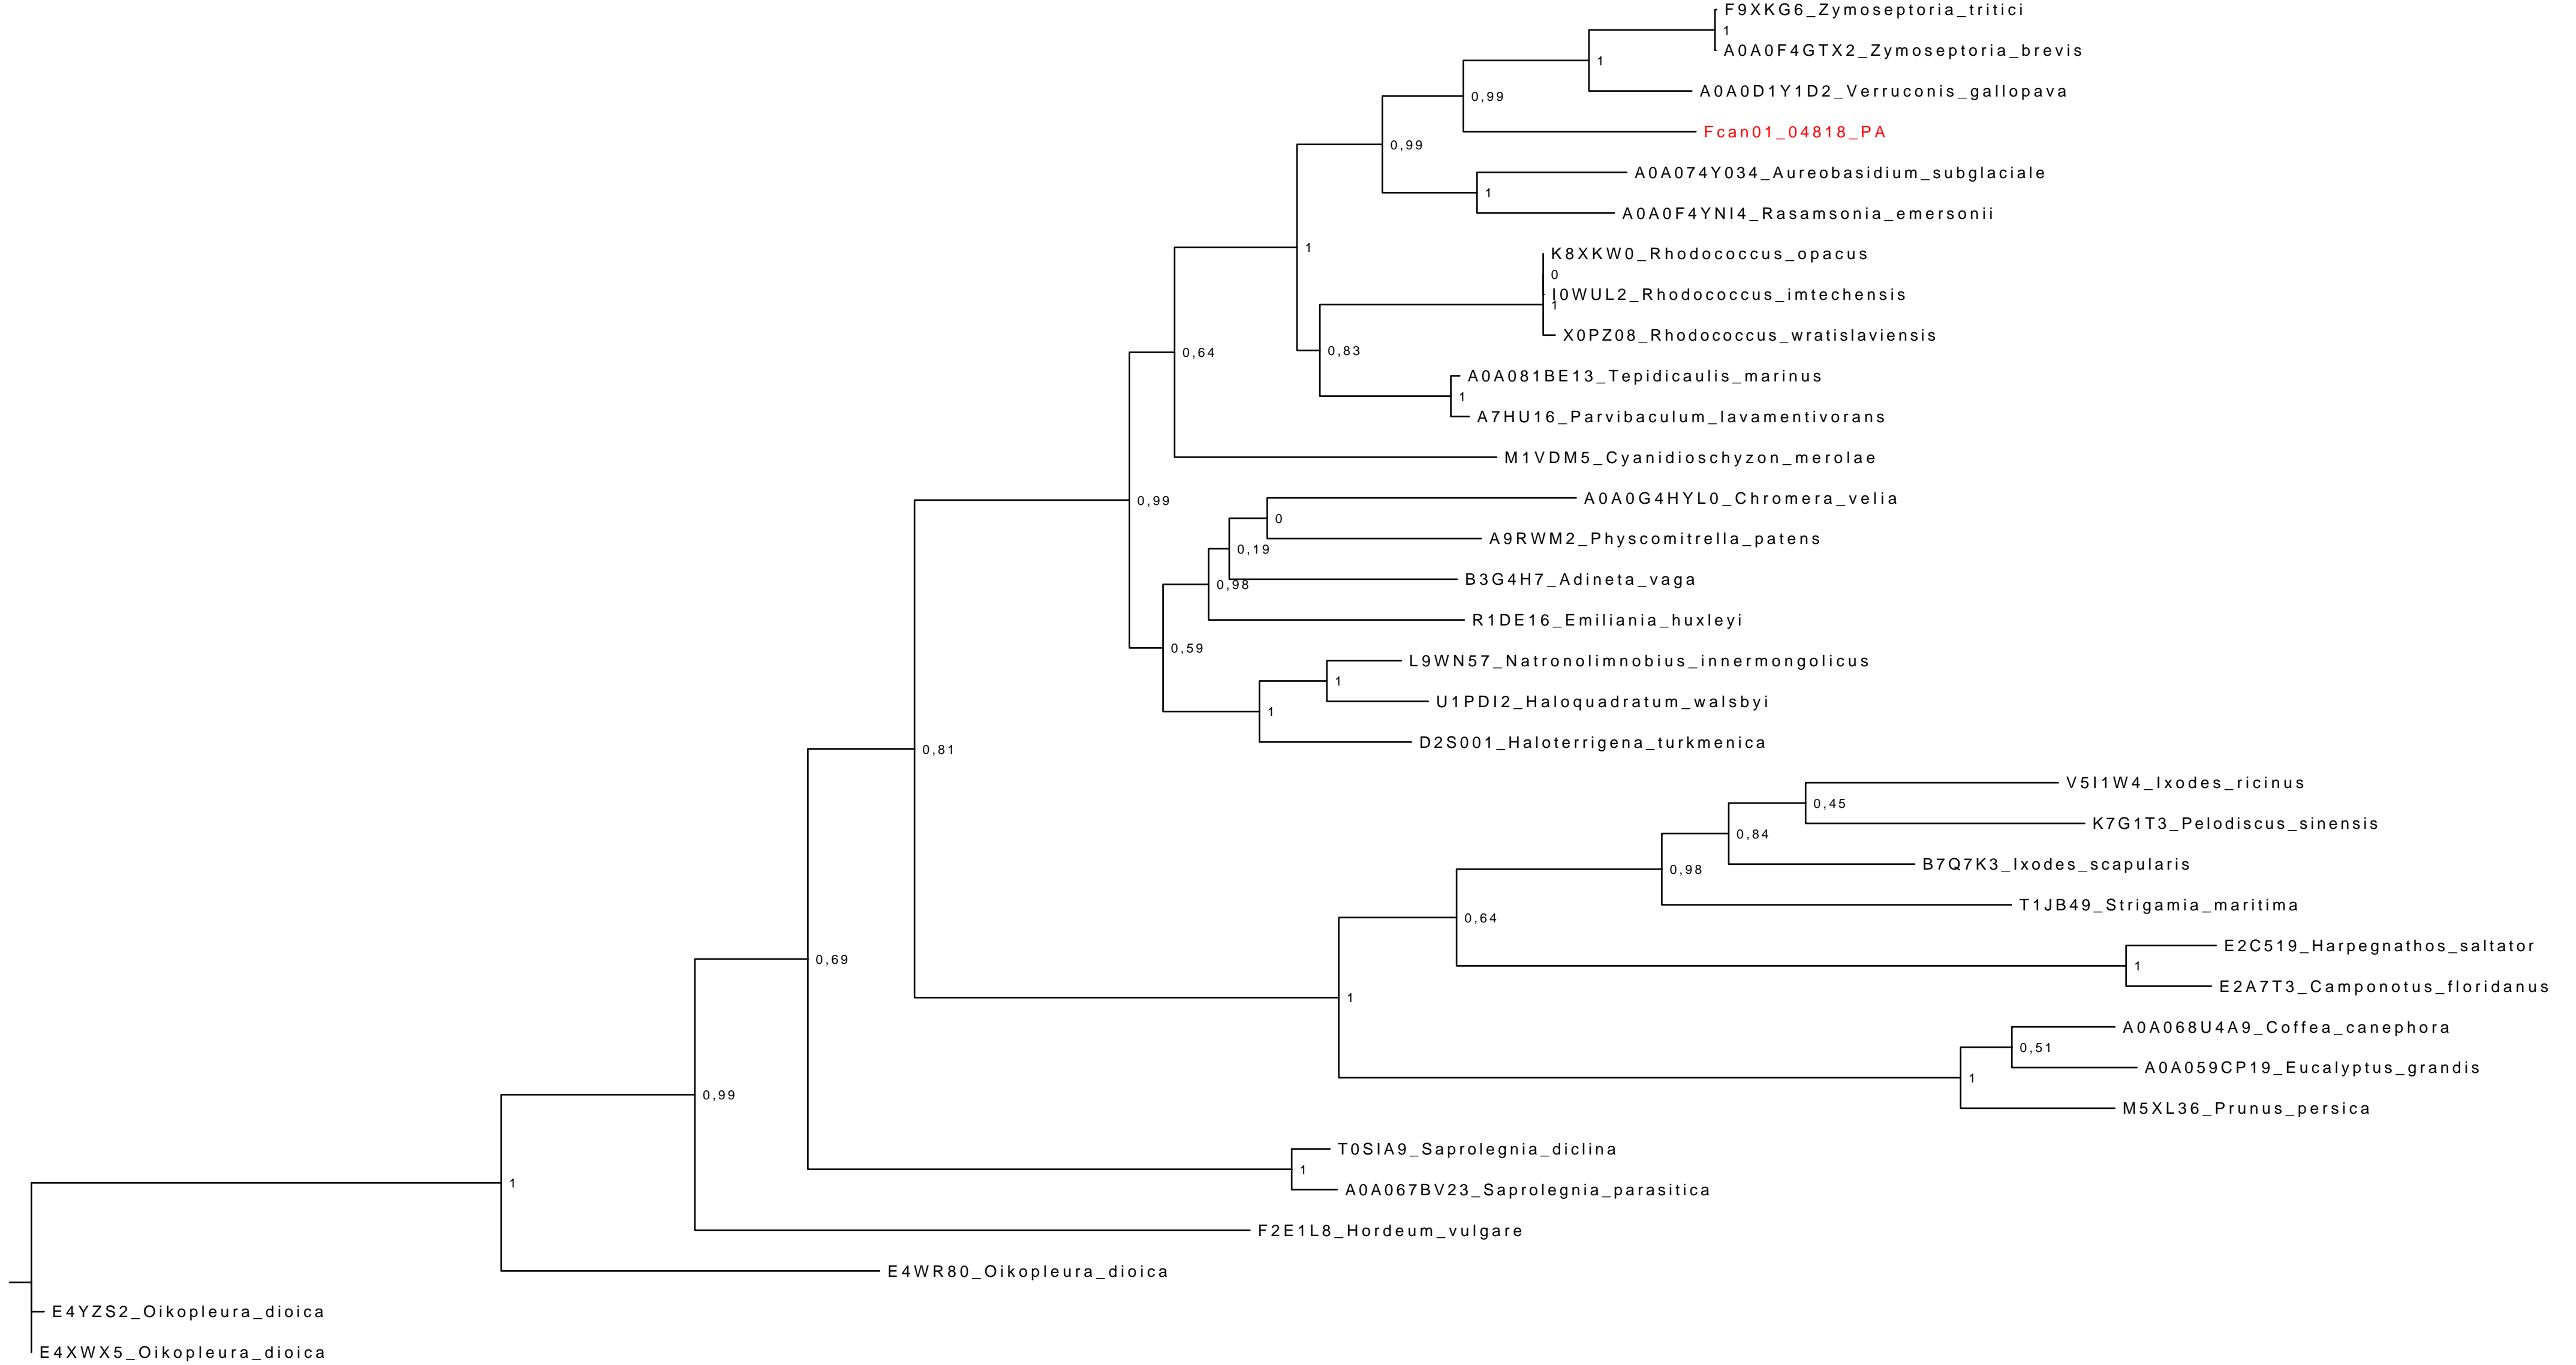 F9XKG6_Zymoseptoria_tritici
1
A0A0F4GTX2_Zymoseptoria_brevis
1
A0A0D1Y1D2_Verruconis_gallopava
0,99
Fcan01_04818_PA
0,99
A0A074Y034_Aureobasidium_subglaciale
1
A0A0F4YNI4_Rasamsonia_emersonii
1
K8XKW0_Rhodococcus_opacus
0
I0WUL2_Rhodococcus_imtechensis
1
X0PZ08_Rhodococcus_wratislaviensis
0,64
0,83
A0A081BE13_Tepidicaulis_marinus
1
A7HU16_Parvibaculum_lavamentivorans
M1VDM5_Cyanidioschyzon_merolae
0,99
A0A0G4HYL0_Chromera_velia
0
A9RWM2_Physcomitrella_patens
0,19
B3G4H7_Adineta_vaga
0,98
R1DE16_Emiliania_huxleyi
0,59
L9WN57_Natronolimnobius_innermongolicus
1
U1PDI2_Haloquadratum_walsbyi
1
D2S001_Haloterrigena_turkmenica
0,81
V5I1W4_Ixodes_ricinus
0,45
K7G1T3_Pelodiscus_sinensis
0,84
B7Q7K3_Ixodes_scapularis
0,98
T1JB49_Strigamia_maritima
0,64
E2C519_Harpegnathos_saltator
1
E2A7T3_Camponotus_floridanus
0,69
1
A0A068U4A9_Coffea_canephora
0,51
A0A059CP19_Eucalyptus_grandis
1
M5XL36_Prunus_persica
0,99
T0SIA9_Saprolegnia_diclina
1
A0A067BV23_Saprolegnia_parasitica
1
F2E1L8_Hordeum_vulgare
E4WR80_Oikopleura_dioica
E4YZS2_Oikopleura_dioica
E4XWX5_Oikopleura_dioica